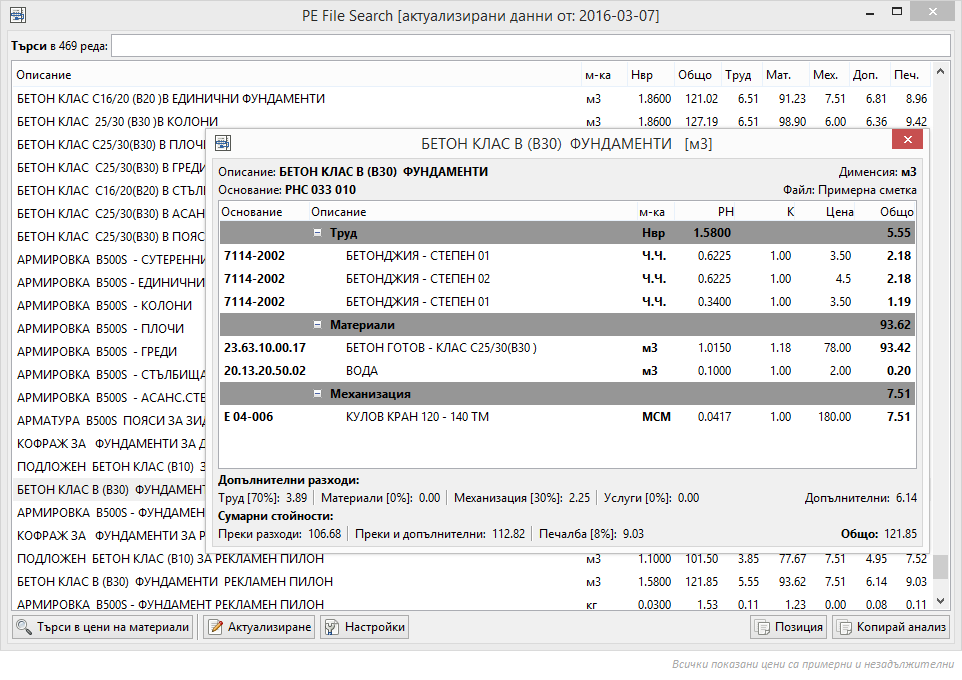 PE File Search [актуализирани данни от: 2016-03-07]
Търси в 469 реда:
Описание м-ка Нвр Общо Труд Мат. Мех. Доп. Печ.
БЕТОН КЛАС С16/20 (В20 )В ЕДИНИЧНИ ФУНДАМЕНТИ м3 1.8600 121.02 6.51 91.23 7.51 6.81 8.96
БЕТОН КЛАС 25/30 (В30 )В КОЛОНИ м3 1.8600 127.19 6.51 98.90 6.00 6.36 9.42
БЕТОН КЛАС С25/30(В30) В ПЛОЧ
БЕТОН КЛАС С25/30(В30) В ГРЕДИ
БЕТОН КЛАС С16/20(В20) В СТЪЛ
БЕТОН КЛАС С25/30(В30) В АСАН
БЕТОН КЛАС С25/30(В30) В ПОЯС
АРМИРОВКА B500S - СУТЕРЕННИ
АРМИРОВКА B500S - ЕДИНИЧНИ
АРМИРОВКА B500S - КОЛОНИ
АРМИРОВКА B500S - ПЛОЧИ
АРМИРОВКА B500S - ГРЕДИ
АРМИРОВКА B500S - СТЪЛБИЩА
АРМИРОВКА B500S - АСАНС.СТЕ
АРМАТУРА B500S ПОЯСИ ЗА ЗИД
КОФРАЖ ЗА ФУНДАМЕНТИ ЗА Д
ПОДЛОЖЕН БЕТОН КЛАС (В10) З
БЕТОН КЛАС В (В30) ФУНДАМЕНТ
АРМИРОВКА B500S - ФУНДАМЕН
КОФРАЖ ЗА ФУНДАМЕНТИ ЗА Р
БЕТОН КЛАС В (В30) ФУНДАМЕНТИ [м3]
Описание: БЕТОН КЛАС В (В30) ФУНДАМЕНТИ Дименсия: м3
Основание: РНС 033 010 Файл: Примерна сметка
Основание Описание м-ка РН К Цена Общо
Труд Нвр 1.5800 5.55
7114-2002 БЕТОНДЖИЯ - СТЕПЕН 01 Ч.Ч. 0.6225 1.00 3.50 2.18
7114-2002 БЕТОНДЖИЯ - СТЕПЕН 02 Ч.Ч. 0.6225 1.00 4.5 2.18
7114-2002 БЕТОНДЖИЯ - СТЕПЕН 01 Ч.Ч. 0.3400 1.00 3.50 1.19
Материали 93.62
23.63.10.00.17 БЕТОН ГОТОВ - КЛАС С25/30(В30 ) м3 1.0150 1.18 78.00 93.42
20.13.20.50.02 ВОДА м3 0.1000 1.00 2.00 0.20
Механизация 7.51
Е 04-006 КУЛОВ КРАН 120 - 140 ТМ МСМ 0.0417 1.00 180.00 7.51
Допълнителни разходи:
Труд [70%]: 3.89 Материали [0%]: 0.00 Механизация [30%]: 2.25 Услуги [0%]: 0.00 Допълнителни: 6.14
Сумарни стойности:
Преки разходи: 106.68 Преки и допълнителни: 112.82 Печалба [8%]: 9.03 Общо: 121.85
ПОДЛОЖЕН БЕТОН КЛАС (В10) ЗА РЕКЛАМЕН ПИЛОН м3 1.1000 101.50 3.85 77.67 7.51 4.95 7.52
БЕТОН КЛАС В (В30) ФУНДАМЕНТИ РЕКЛАМЕН ПИЛОН м3 1.5800 121.85 5.55 93.62 7.51 6.14 9.03
АРМИРОВКА B500S - ФУНДАМЕНТ РЕКЛАМЕН ПИЛОН кг 0.0300 1.53 0.11 1.23 0.00 0.08 0.11
Търси в цени на материали Актуализиране Настройки Позиция Копирай анализ
Всички показани цени са примерни и незадължителни